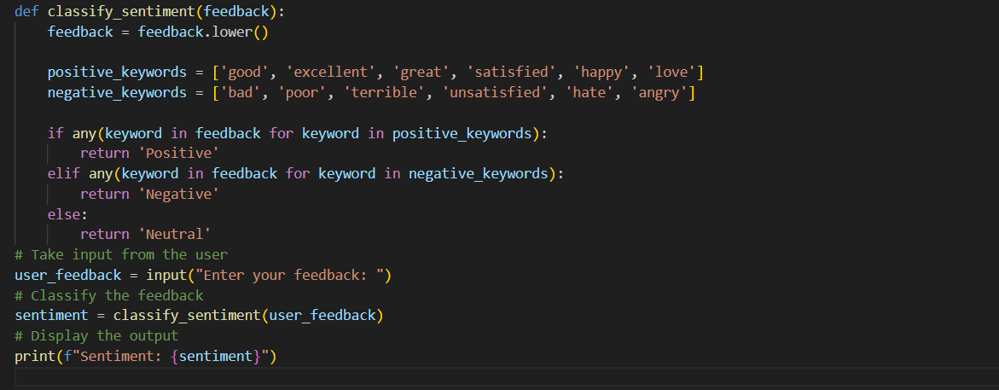 def classify_sentiment(feedback):
    feedback = feedback.lower()

    positive_keywords = ['good', 'excellent', 'great', 'satisfied', 'happy', 'love']
    negative_keywords = ['bad', 'poor', 'terrible', 'unsatisfied', 'hate', 'angry']

    if any(keyword in feedback for keyword in positive_keywords):
        return 'Positive'
    elif any(keyword in feedback for keyword in negative_keywords):
        return 'Negative'
    else:
        return 'Neutral'
# Take input from the user
user_feedback = input("Enter your feedback: ")
# Classify the feedback
sentiment = classify_sentiment(user_feedback)
# Display the output
print(f"Sentiment: {sentiment}")